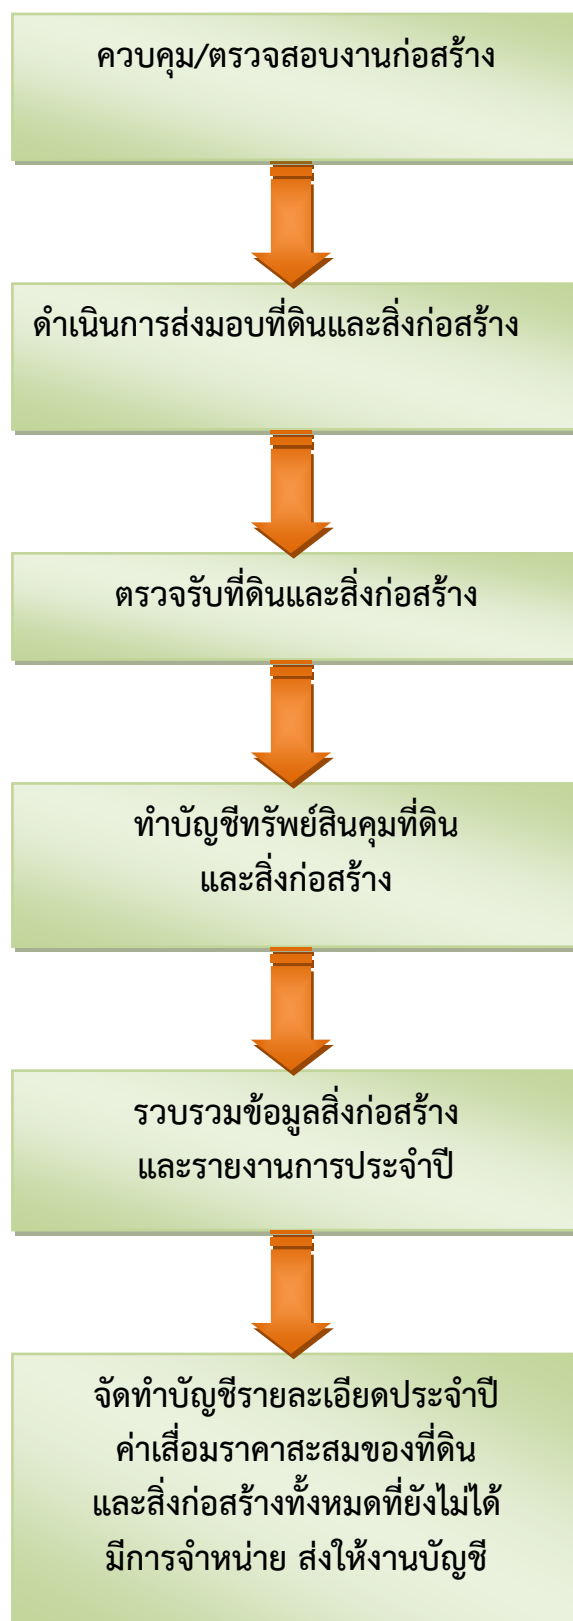 ควบคุม/ตรวจสอบงานก่อสร้าง
ดำเนินการส่งมอบที่ดินและสิ่งก่อสร้าง
ตรวจรับที่ดินและสิ่งก่อสร้าง
ทำบัญชีทรัพย์สินคุมที่ดิน
และสิ่งก่อสร้าง
รวบรวมข้อมูลสิ่งก่อสร้าง
และรายงานการประจำปี
จัดทำบัญชีรายละเอียดประจำปี
ค่าเสื่อมราคาสะสมของที่ดิน
และสิ่งก่อสร้างทั้งหมดที่ยังไม่ได้
มีการจำหน่าย ส่งให้งานบัญชี